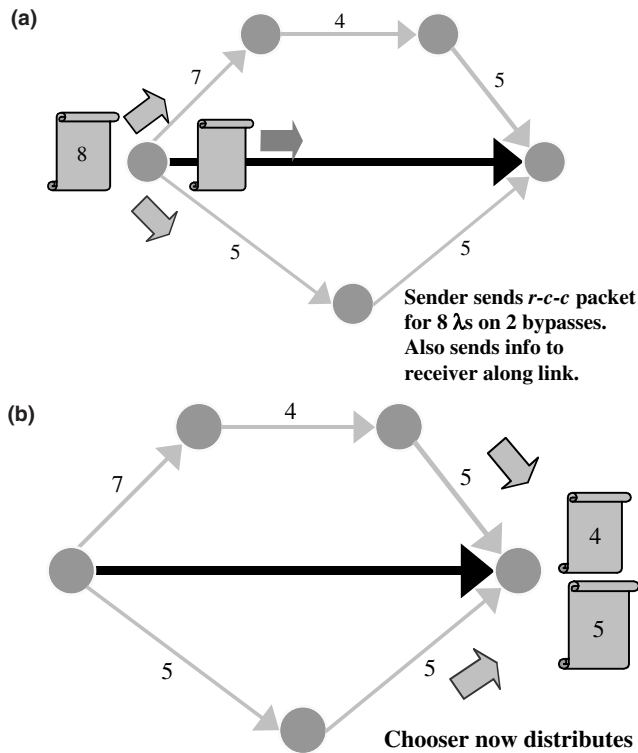 (a)
4
7
5
8
5
5
Sender sends r-c-c packet
for 8 λs on 2 bypasses.
Also sends info to
receiver along link.
(b)
4
7
5
4
5
5
5
Chooser now distributes